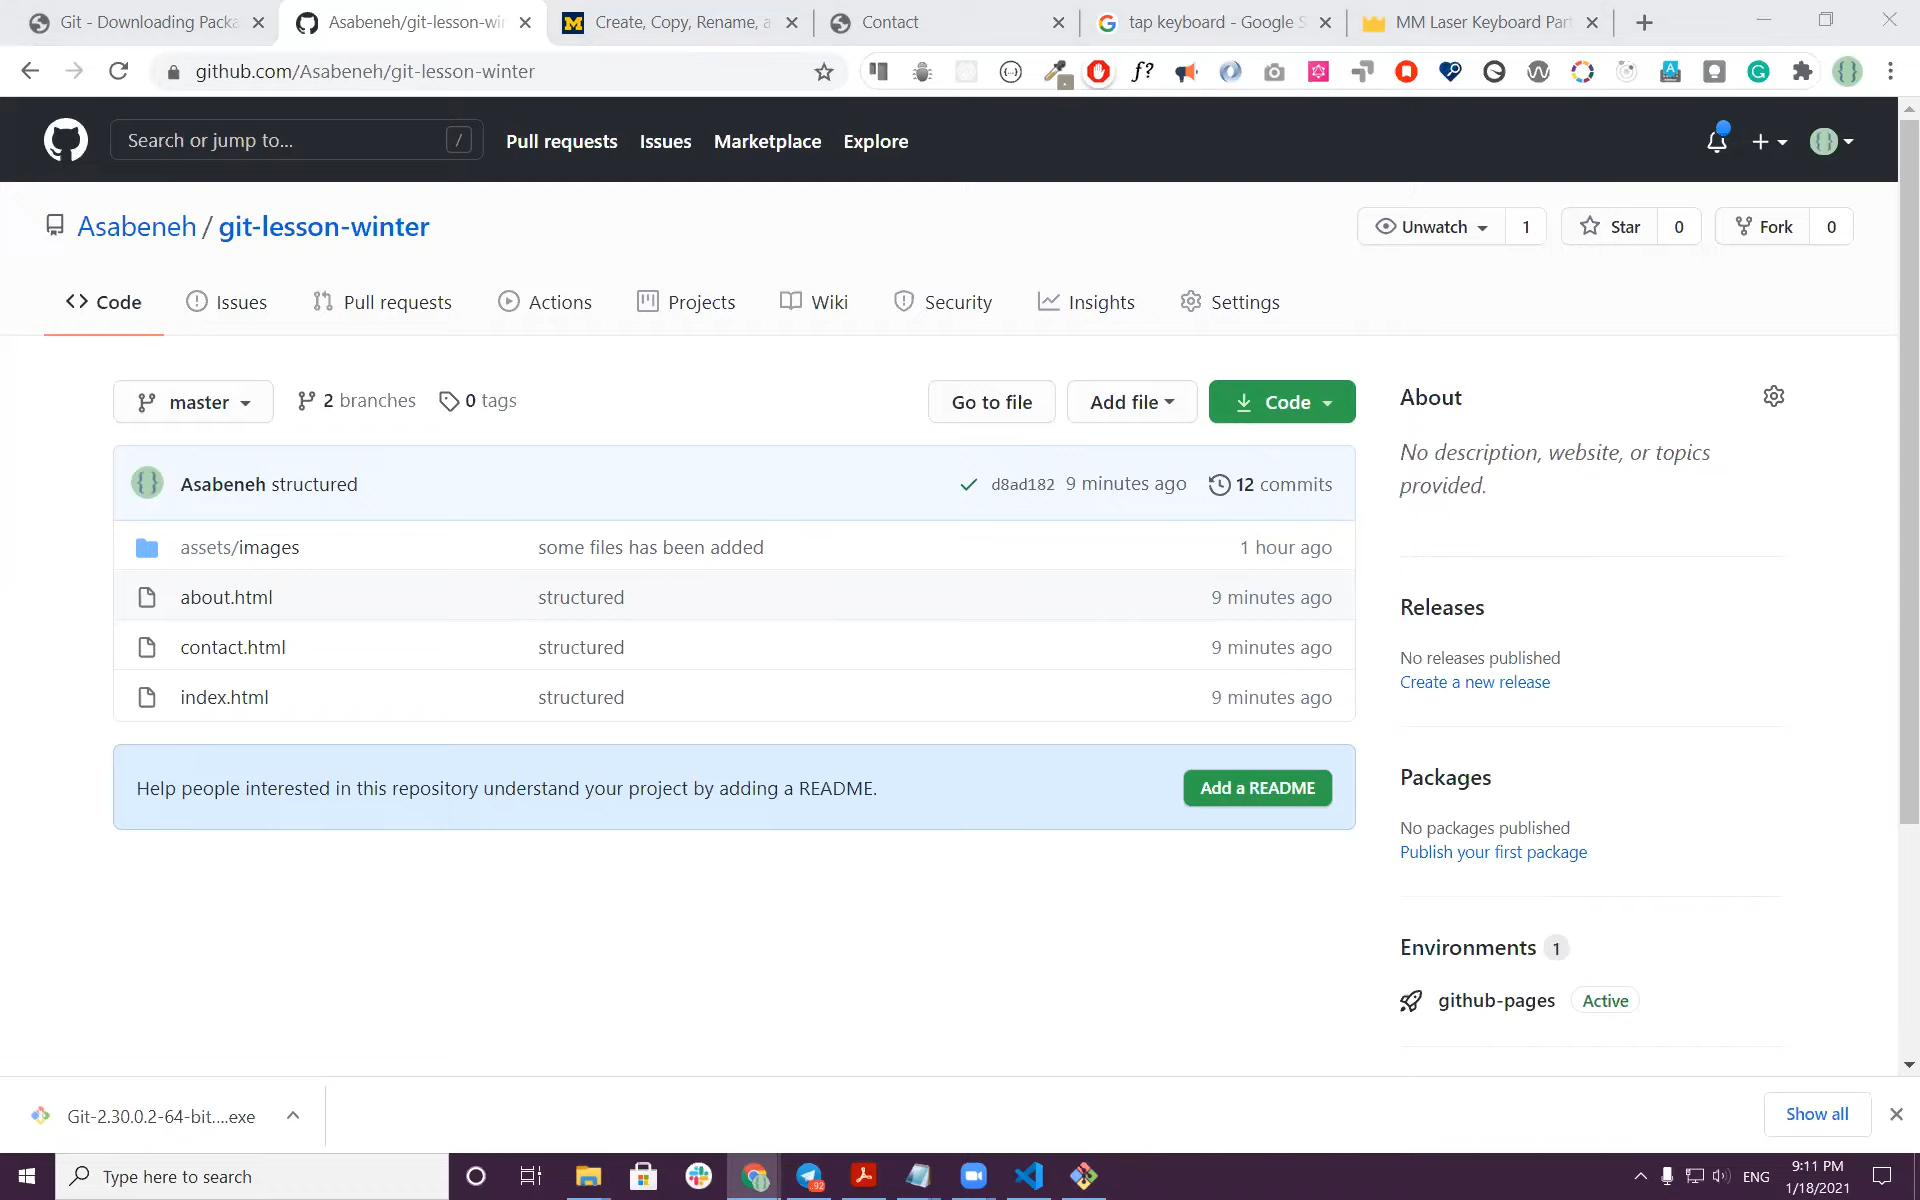 Git - Downloading Packa
Asabeneh/git-lesson-win
Create, Copy, Rename, a
Contact
tap keyboard - Google S
MM Laser Keyboard Part
github.com/Asabeneh/git-lesson-winter
Search or jump to...
/
Pull requests
Issues
Marketplace
Explore
Asabeneh / git-lesson-winter
Unwatch
1
Star
0
Fork
0
Code
Issues
Pull requests
Actions
Projects
Wiki
Security
Insights
Settings
master
2 branches
0 tags
Go to file
Add file
Code
Asabeneh structured
d8ad182
9 minutes ago
12 commits
assets/images
some files has been added
1 hour ago
about.html
structured
9 minutes ago
contact.html
structured
9 minutes ago
index.html
structured
9 minutes ago
Help people interested in this repository understand your project by adding a README.
Add a README
About
No description, website, or topics
provided.
Releases
No releases published
Create a new release
Packages
No packages published
Publish your first package
Environments 1
github-pages
Active
Git-2.30.0.2-64-bit....exe
Show all
Type here to search
ENG
9:11 PM
1/18/2021